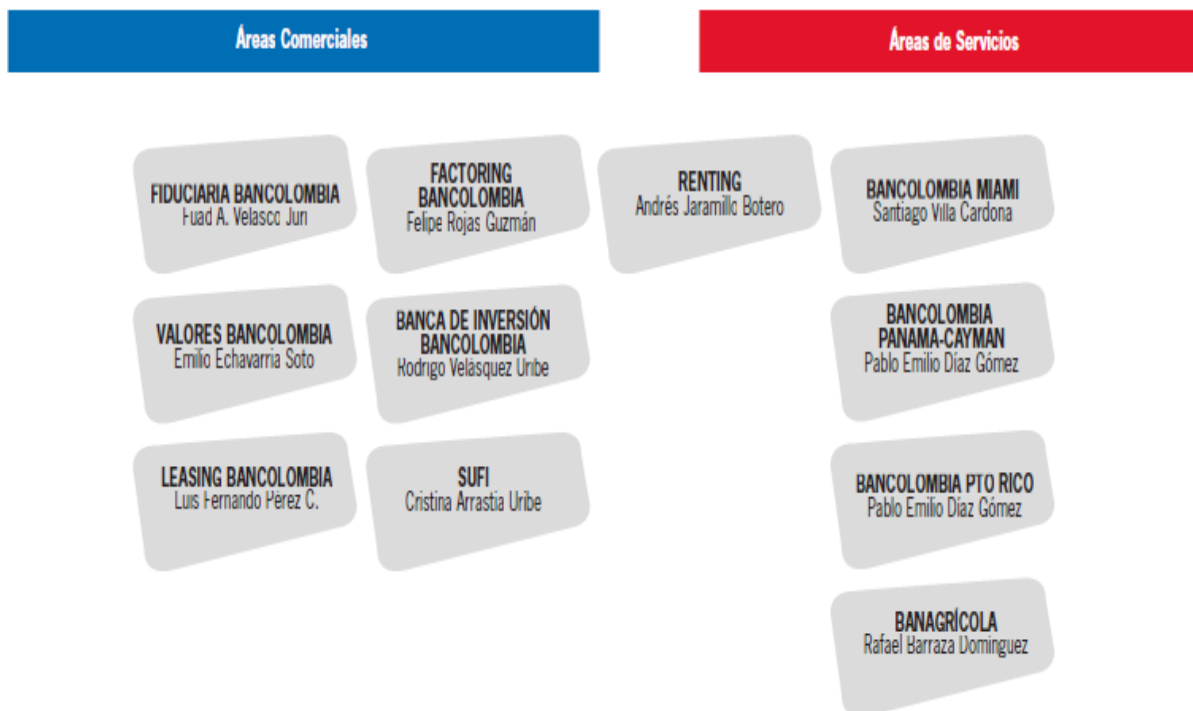 Áreas Comerciales
Áreas de Servicios
FIDUCIARIA BANCOLOMBIA
Fuad A. Velasco Juri
FACTORING
BANCOLOMBIA
Felipe Rojas Guzmán
RENTING
Andrés Jaramillo Botero
BANCOLOMBIA MIAMI
Santiago Villa Cardona
VALORES BANCOLOMBIA
Emilio Echavarria Soto
BANCA DE INVERSIÓN
BANCOLOMBIA
Rodrigo Velásquez Uribe
BANCOLOMBIA
PANAMA-CAYMAN
Pablo Emilio Díaz Gómez
LEASING BANCOLOMBIA
Luis Fernando Pérez C.
SUFI
Cristina Arrastia Uribe
BANCOLOMBIA PTO RICO
Pablo Emilio Díaz Gómez
BANAGRÍCOLA
Rafael Barraza Dominguez